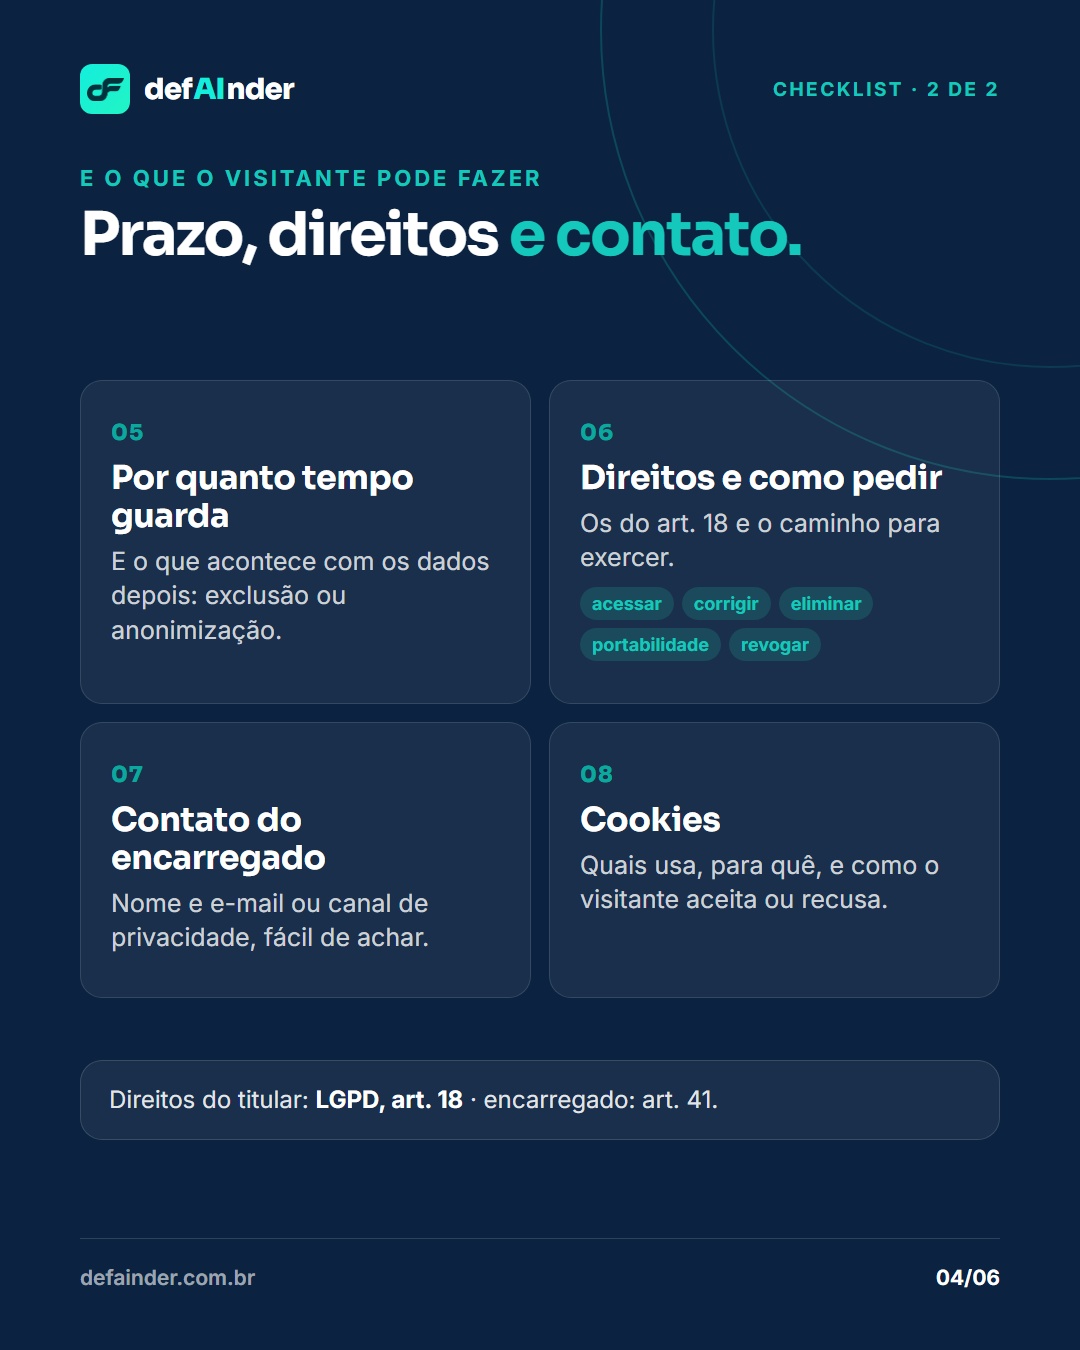 defAInder
CHECKLIST · 2 DE 2
E O QUE O VISITANTE PODE FAZER
Prazo, direitos e contato.
05
Por quanto tempo
guarda
E o que acontece com os dados
depois: exclusão ou
anonimização.
06
Direitos e como pedir
Os do art. 18 e o caminho para
exercer.
acessar corrigir eliminar
portabilidade revogar
07
Contato do
encarregado
Nome e e-mail ou canal de
privacidade, fácil de achar.
08
Cookies
Quais usa, para quê, e como o
visitante aceita ou recusa.
Direitos do titular: LGPD, art. 18 · encarregado: art. 41.
defainder.com.br
04/06